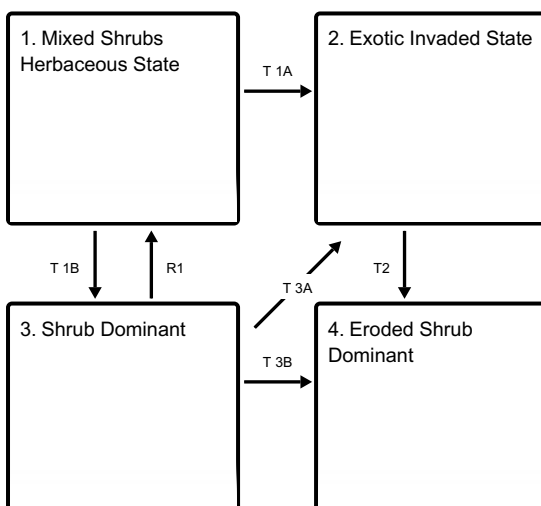 1. Mixed Shrubs
Herbaceous State
T 1A
2. Exotic Invaded State
T 1B
R1
T 3A
T2
3. Shrub Dominant
T 3B
4. Eroded Shrub
Dominant